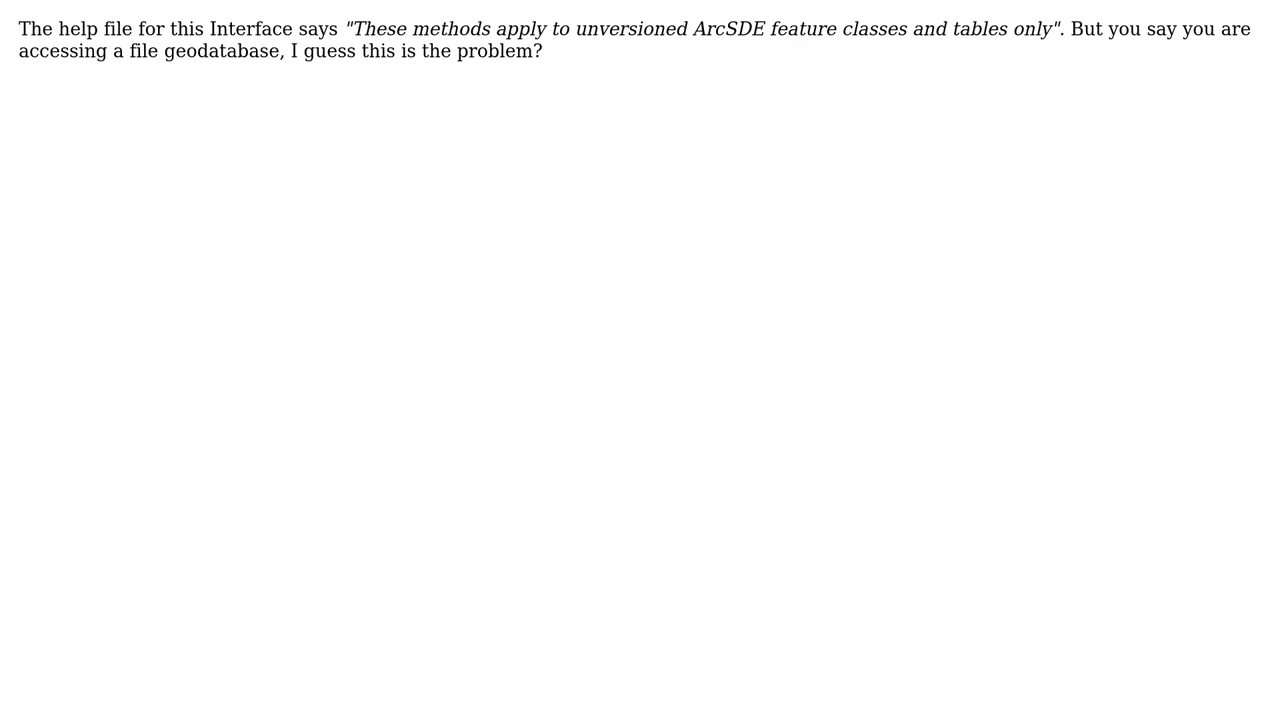 The help file for this Interface says "These methods apply to unversioned ArcSDE feature classes and tables only". But you say you are
accessing a file geodatabase, I guess this is the problem?